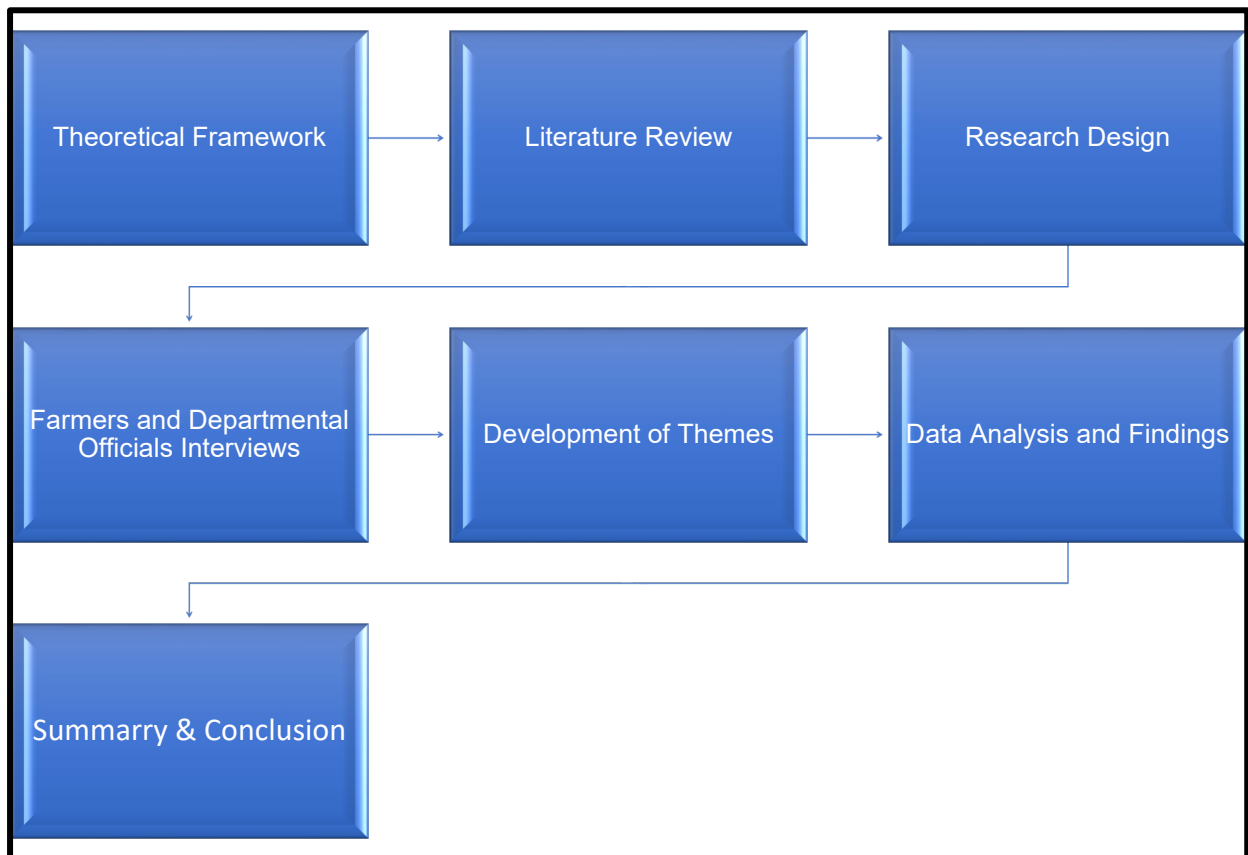 Theoretical Framework
Literature Review
Research Design
Farmers and Departmental
Officials Interviews
Development of Themes
Data Analysis and Findings
Summarry & Conclusion